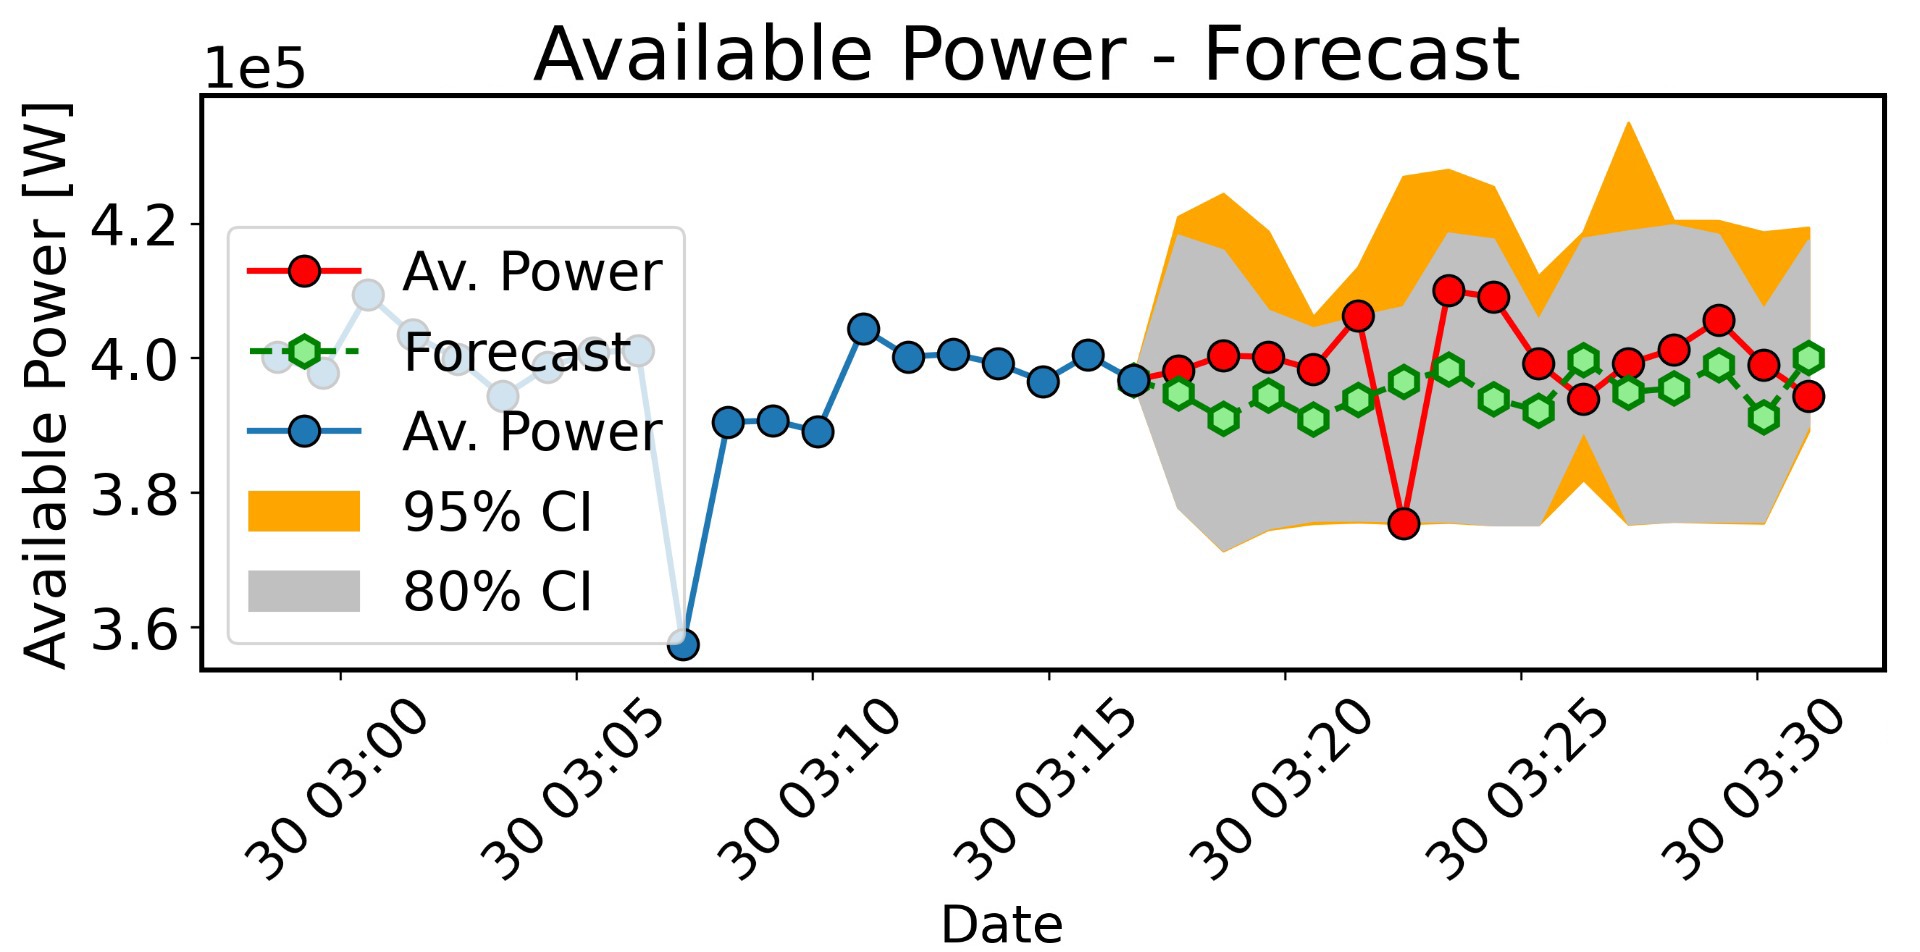 Available Power - Forecast
1e5
Available Power [W]
4.2
4.0
3.8
3.6
Av. Power
Forecast
Av. Power
95% CI
80% CI
30 03:00
30 03:05
30 03:10
30 03:15
30 03:20
30 03:25
30 03:30
Date